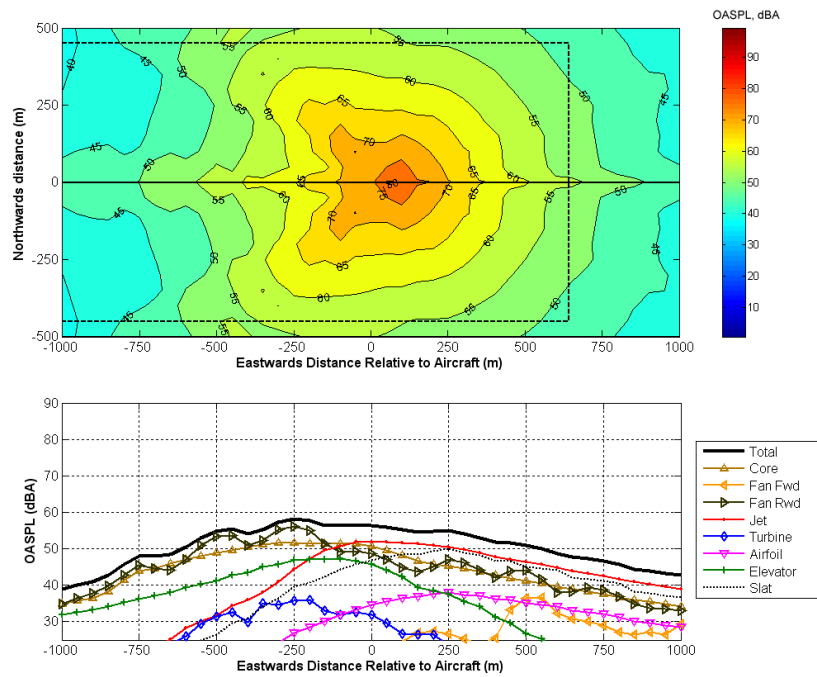 OASPL, dBA
90
80
70
60
50
40
30
20
10
Northwards distance (m)
500
250
0
-250
-500
-1000 -750 -500 -250 0 250 500 750 1000
Eastwards Distance Relative to Aircraft (m)
40 45 50 55 60 65 70 75 80
OASPL (dBA)
90
80
70
60
50
40
30
-1000 -750 -500 -250 0 250 500 750 1000
Eastwards Distance Relative to Aircraft (m)
Total
Core
Fan Fwd
Fan Rwd
Jet
Turbine
Airfoil
Elevator
Slat